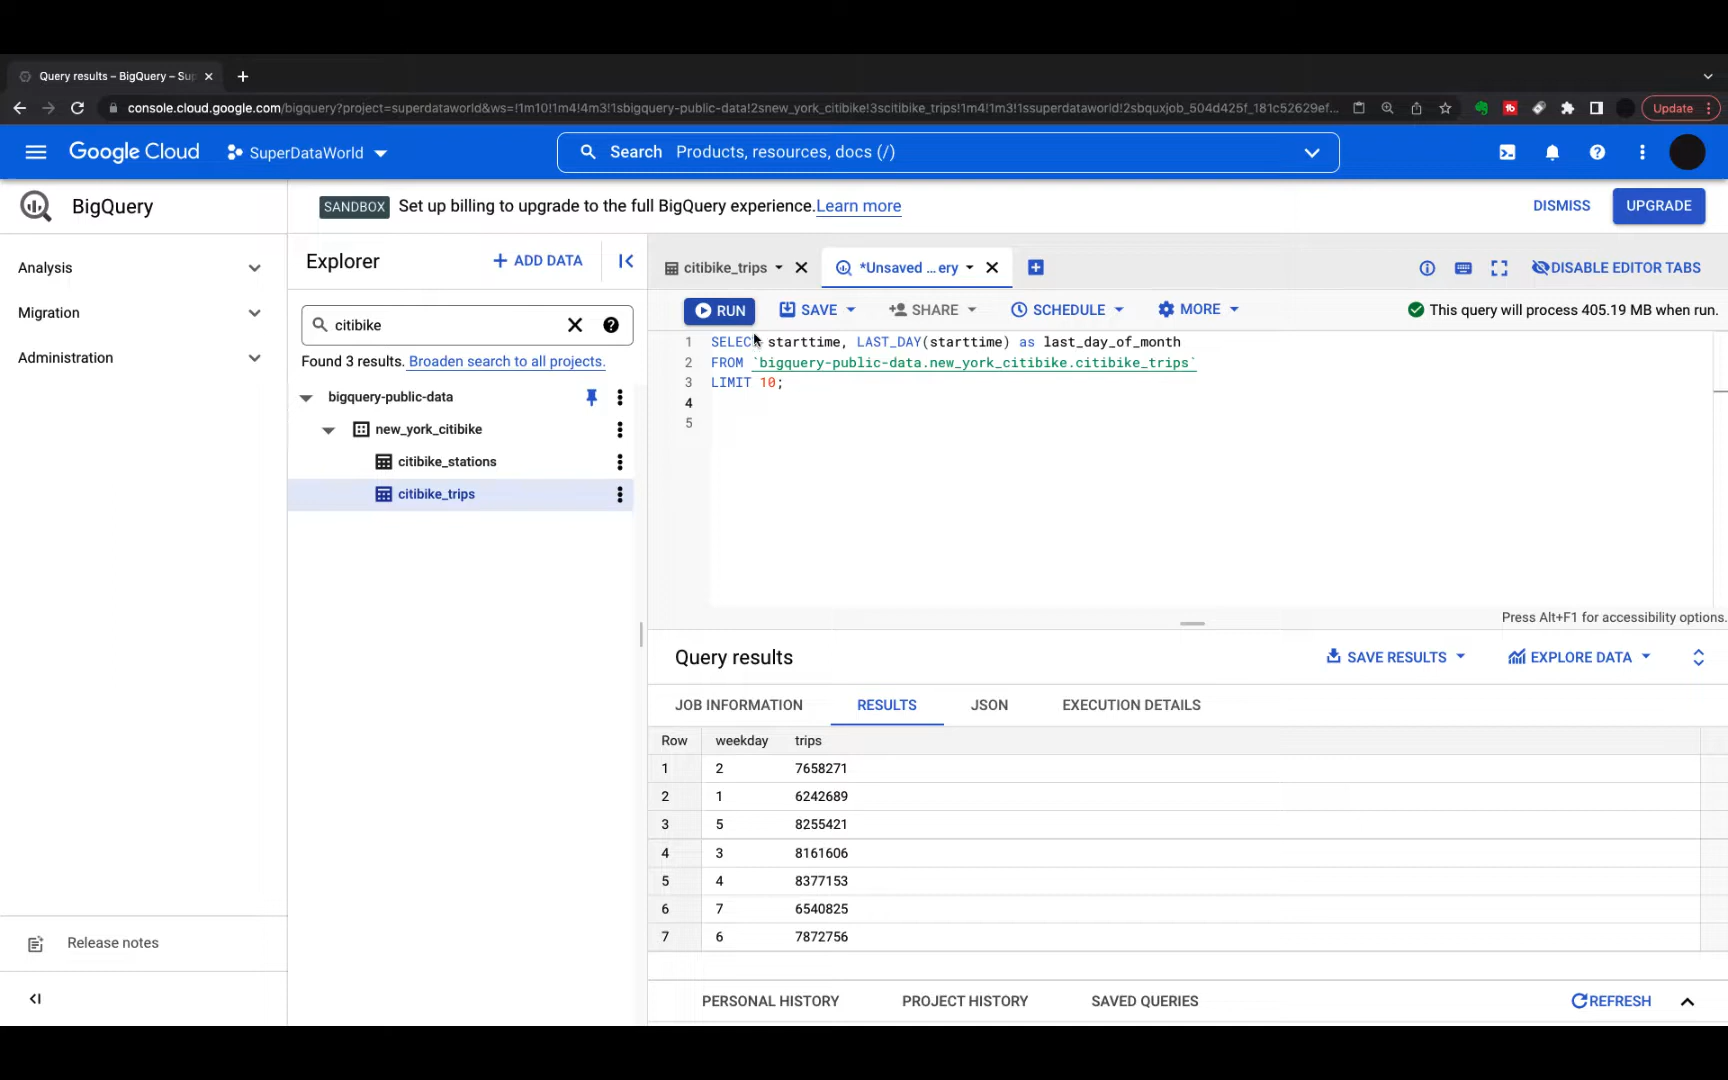 Query results – BigQuery – Sup
console.cloud.google.com/bigquery?project=superdataworld&ws=!1m10!1m4!4m3!1sbigquery-public-data!2snew_york_citibike!3scitibike_trips!1m4!1m3!1ssuperdataworld!2sbquxjob_504d425f_181c52629ef...
Update
Google Cloud
SuperDataWorld
Search Products, resources, docs (/)
BigQuery
SANDBOX Set up billing to upgrade to the full BigQuery experience. Learn more
DISMISS
UPGRADE
Analysis
Migration
Administration
Release notes
Explorer
+ ADD DATA
citibike
Found 3 results. Broaden search to all projects.
bigquery-public-data
new_york_citibike
citibike_stations
citibike_trips
citibike_trips
*Unsaved ...ery
DISABLE EDITOR TABS
RUN
SAVE
SHARE
SCHEDULE
MORE
This query will process 405.19 MB when run.
1 SELECT starttime, LAST_DAY(starttime) as last_day_of_month
2 FROM `bigquery-public-data.new_york_citibike.citibike_trips`
3 LIMIT 10;
4
5
Press Alt+F1 for accessibility options.
Query results
SAVE RESULTS
EXPLORE DATA
JOB INFORMATION
RESULTS
JSON
EXECUTION DETAILS
Row weekday trips
1 2 7658271
2 1 6242689
3 5 8255421
4 3 8161606
5 4 8377153
6 7 6540825
7 6 7872756
PERSONAL HISTORY
PROJECT HISTORY
SAVED QUERIES
REFRESH